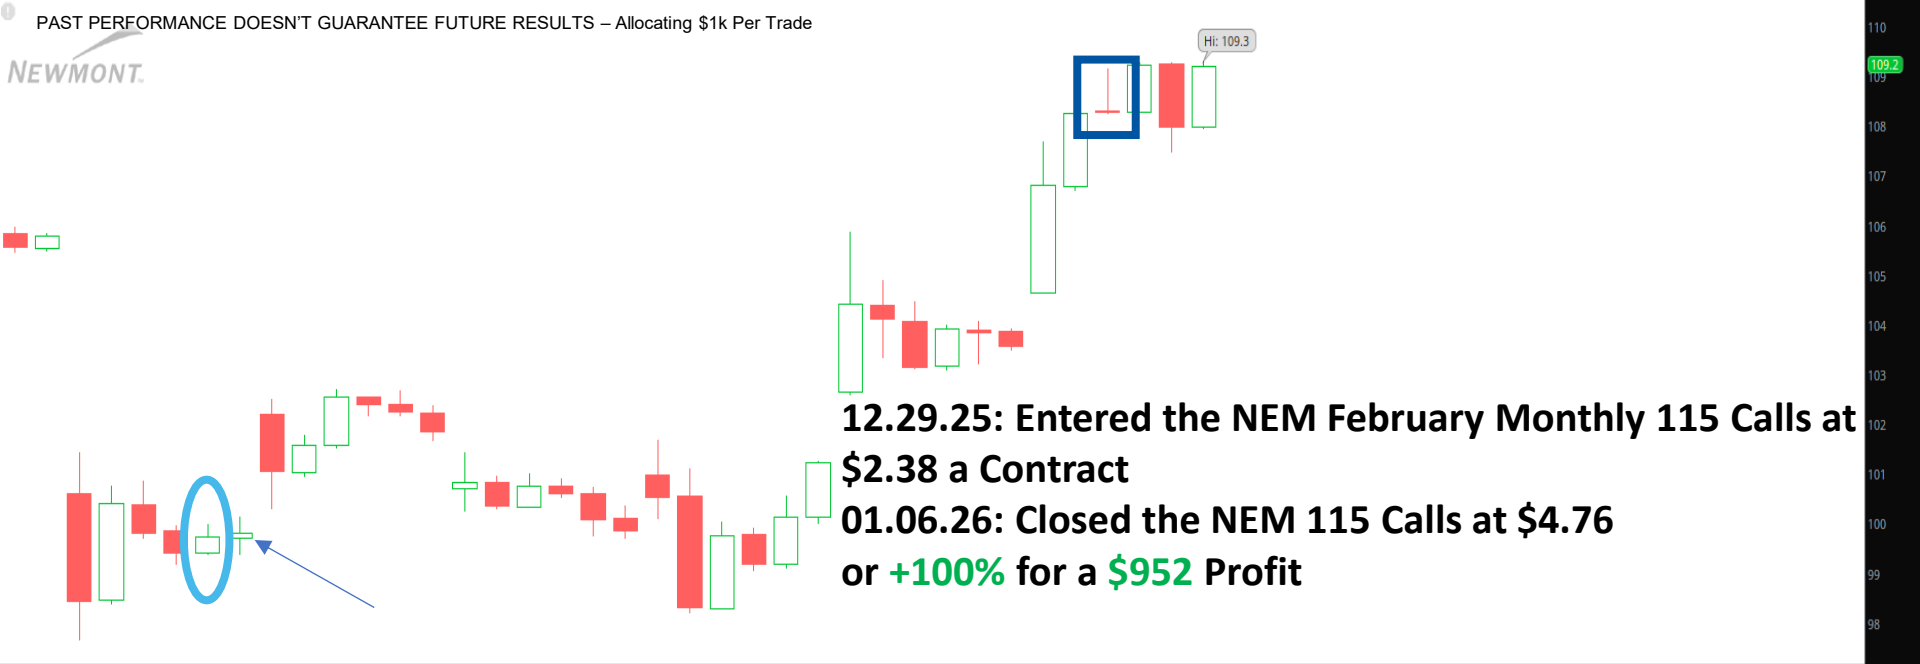 PAST PERFORMANCE DOESN'T GUARANTEE FUTURE RESULTS – Allocating $1k Per Trade
NEWMONT™
Hi: 109.3
110
109.2
109
108
107
106
105
104
103
102
101
100
99
98
12.29.25: Entered the NEM February Monthly 115 Calls at
$2.38 a Contract
01.06.26: Closed the NEM 115 Calls at $4.76
or +100% for a $952 Profit